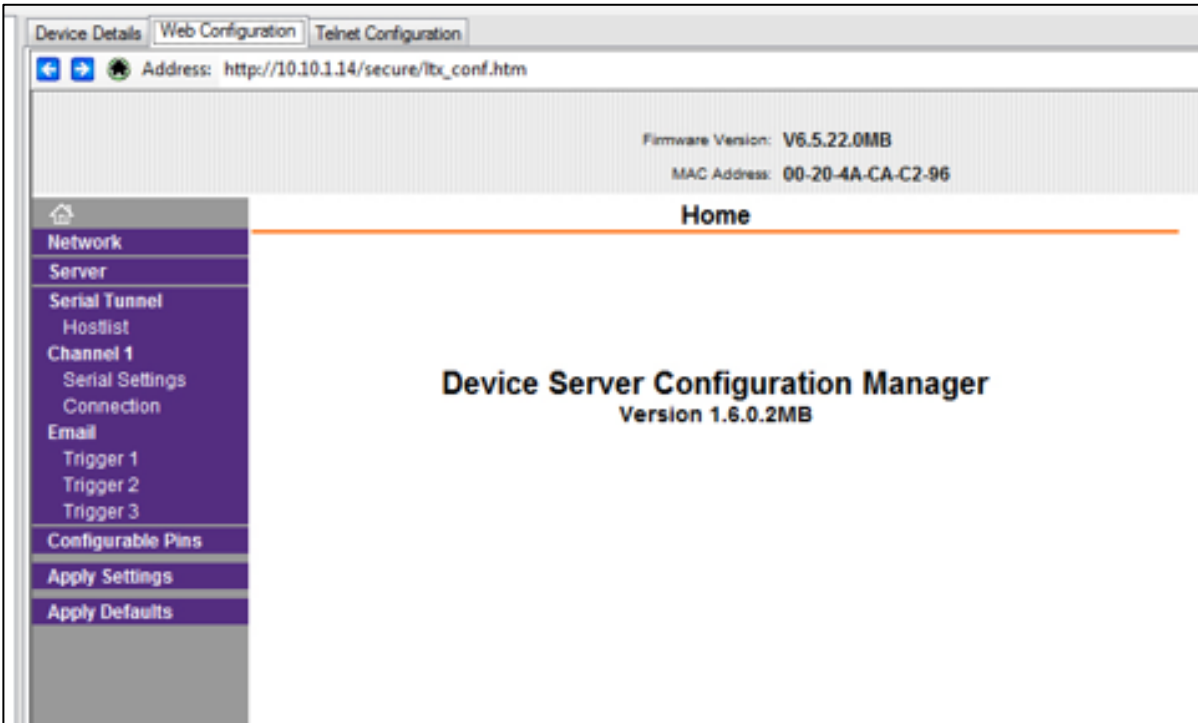 Device Details Web Configuration Telnet Configuration
Address: http://10.10.1.14/secure/ltx_conf.htm
Firmware Version: V6.5.22.0MB
MAC Address: 00-20-4A-CA-C2-96
Home
Network
Server
Serial Tunnel
Hostlist
Channel 1
Serial Settings
Connection
Email
Trigger 1
Trigger 2
Trigger 3
Configurable Pins
Apply Settings
Apply Defaults
Device Server Configuration Manager
Version 1.6.0.2MB